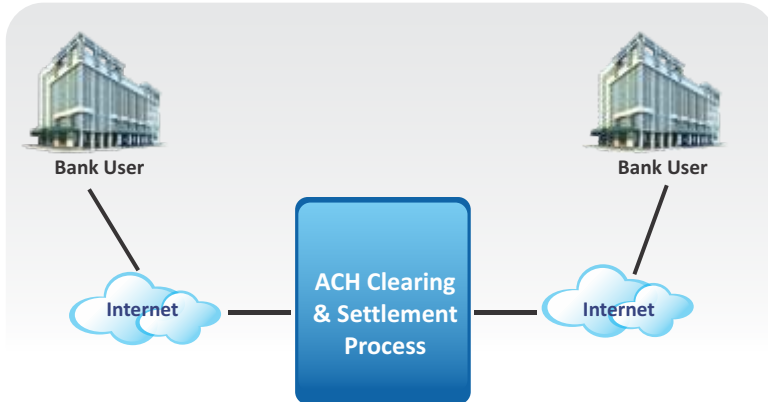 Bank User
Bank User
Internet
ACH Clearing
& Settlement
Process
Internet